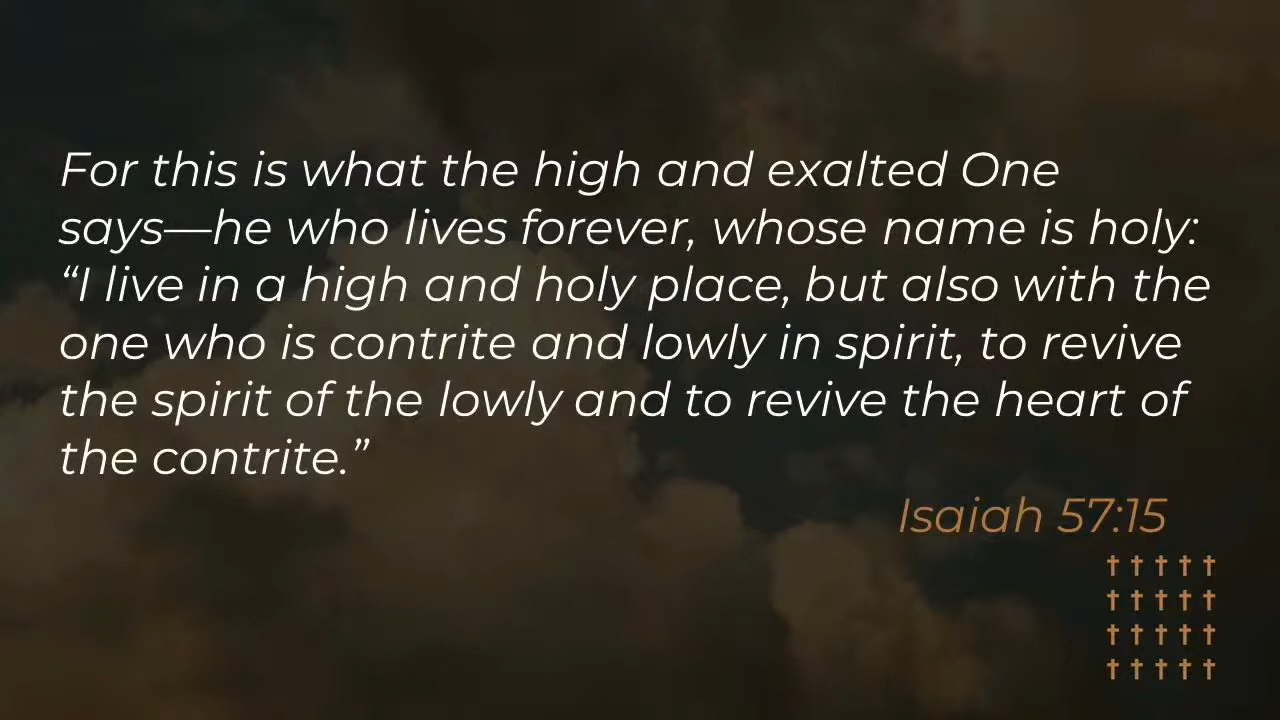 For this is what the high and exalted One
says—he who lives forever, whose name is holy:
“I live in a high and holy place, but also with the
one who is contrite and lowly in spirit, to revive
the spirit of the lowly and to revive the heart of
the contrite.”
Isaiah 57:15